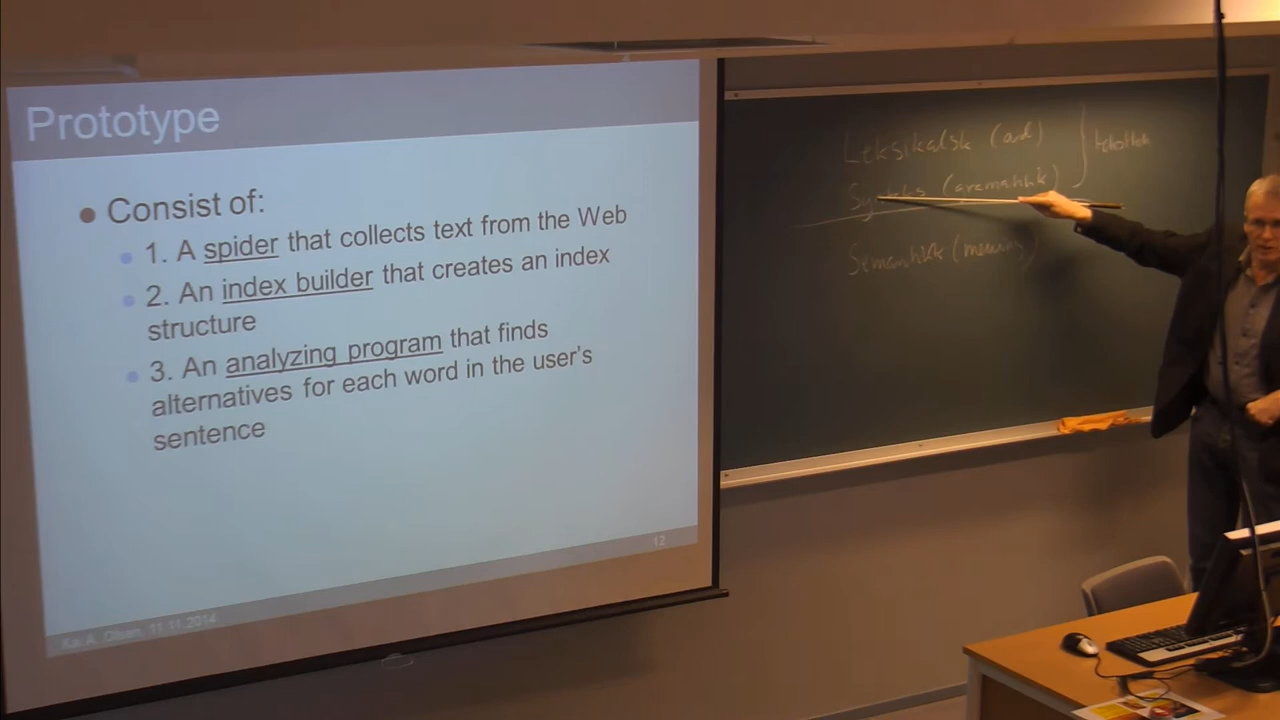 Prototype
Consist of:
1. A spider that collects text from the Web
2. An index builder that creates an index
structure
3. An analyzing program that finds
alternatives for each word in the user's
sentence
12
Kai A. Olsen, 11.11.2014
Leksikalsk (ord)
(gramatikk)
Semantikk (mening)